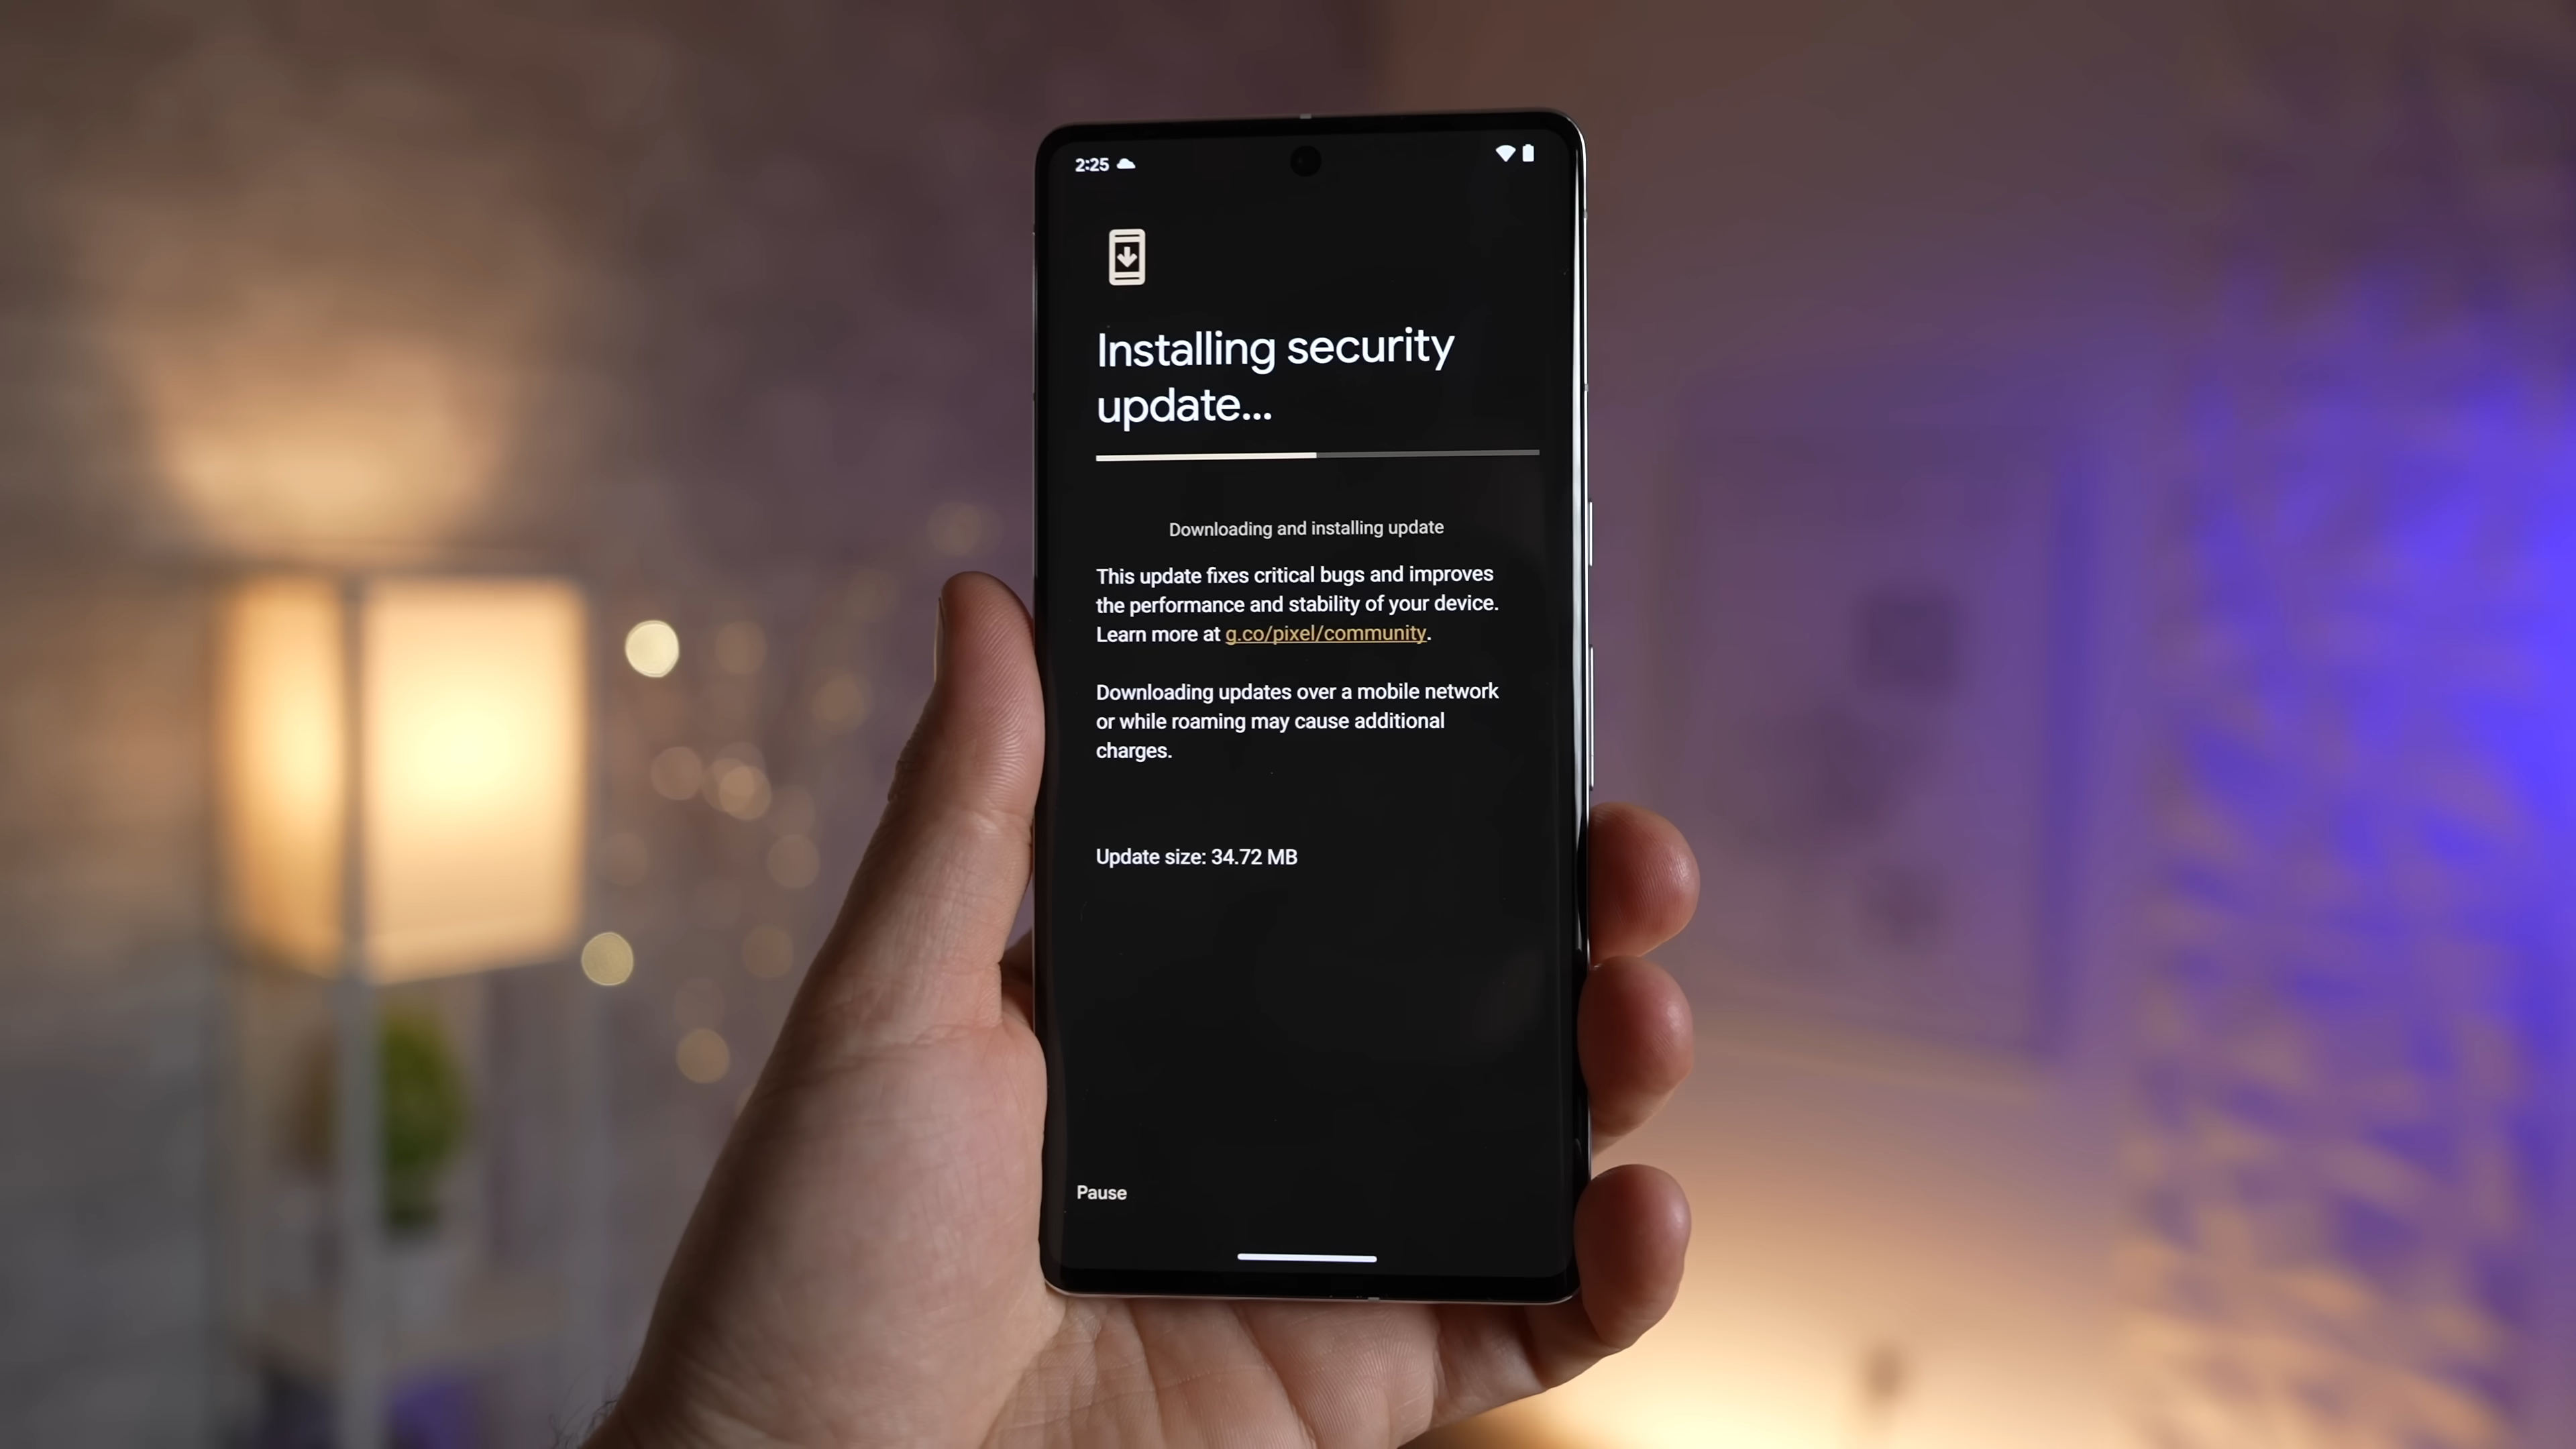 2:25
Installing security
update...
Downloading and installing update
This update fixes critical bugs and improves
the performance and stability of your device.
Learn more at g.co/pixel/community.
Downloading updates over a mobile network
or while roaming may cause additional
charges.
Update size: 34.72 MB
Pause